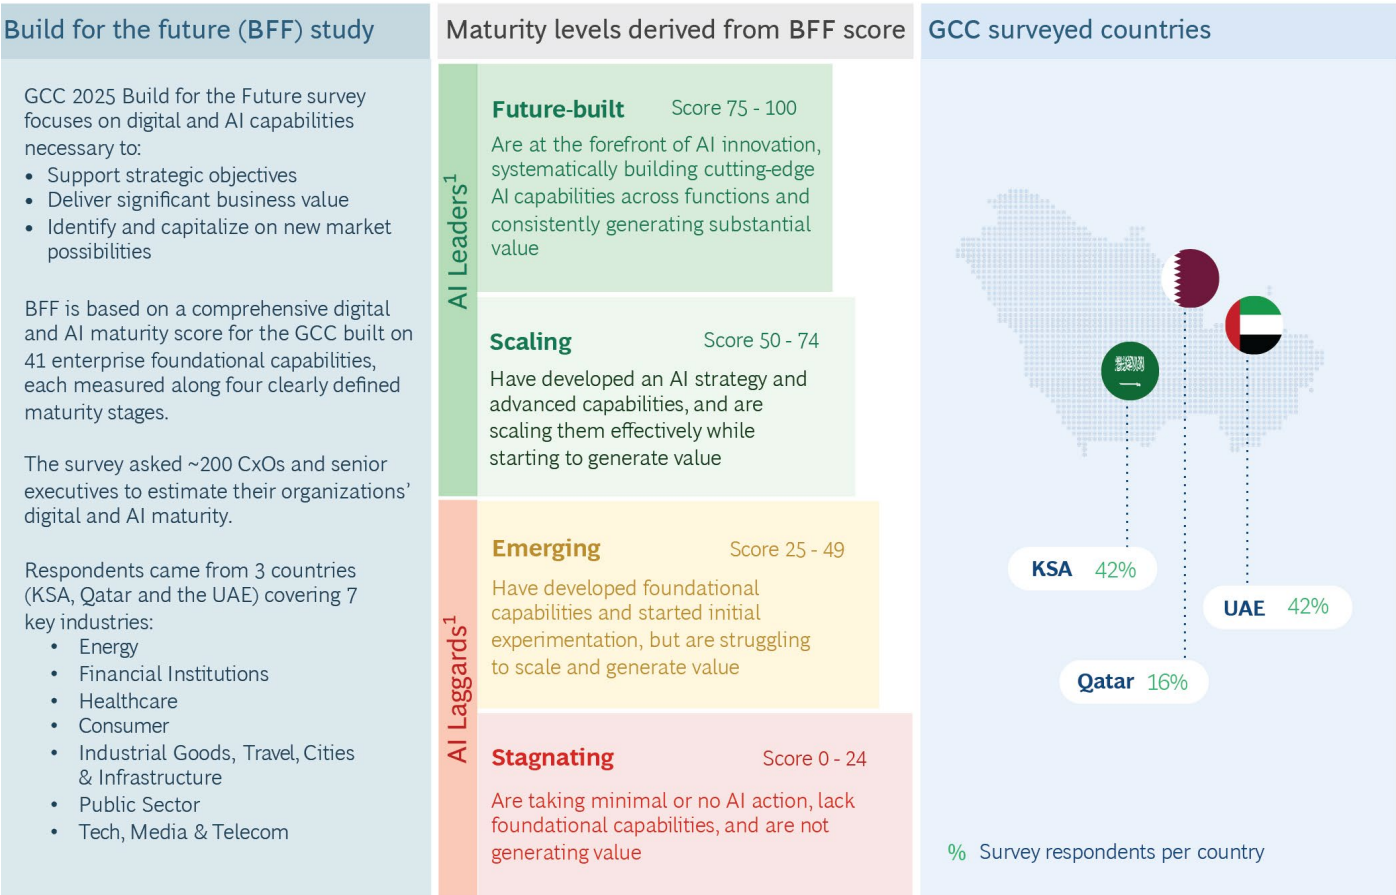 Build for the future (BFF) study
GCC 2025 Build for the Future survey
focuses on digital and AI capabilities
necessary to:
• Support strategic objectives
• Deliver significant business value
• Identify and capitalize on new market
possibilities
BFF is based on a comprehensive digital
and AI maturity score for the GCC built on
41 enterprise foundational capabilities,
each measured along four clearly defined
maturity stages.
The survey asked ~200 CxOs and senior
executives to estimate their organizations’
digital and AI maturity.
Respondents came from 3 countries
(KSA, Qatar and the UAE) covering 7
key industries:
• Energy
• Financial Institutions
• Healthcare
• Consumer
• Industrial Goods, Travel, Cities
& Infrastructure
• Public Sector
• Tech, Media & Telecom
Maturity levels derived from BFF score
AI Leaders¹
Future-built Score 75 - 100
Are at the forefront of AI innovation,
systematically building cutting-edge
AI capabilities across functions and
consistently generating substantial
value
Scaling Score 50 - 74
Have developed an AI strategy and
advanced capabilities, and are
scaling them effectively while
starting to generate value
AI Laggards¹
Emerging Score 25 - 49
Have developed foundational
capabilities and started initial
experimentation, but are struggling
to scale and generate value
Stagnating Score 0 - 24
Are taking minimal or no AI action, lack
foundational capabilities, and are not
generating value
GCC surveyed countries
KSA 42%
UAE 42%
Qatar 16%
% Survey respondents per country